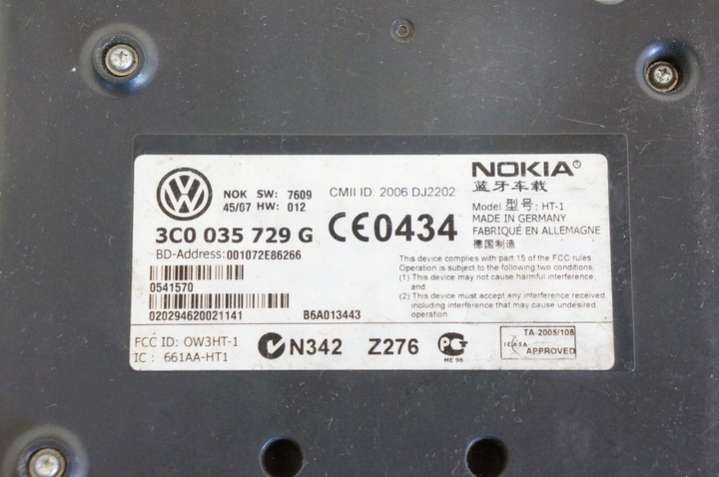 NOK SW: 7609
45/07 HW: 012
CMII ID: 2006 DJ2202
NOKIA
蓝牙车载
3C0 035 729 G
CE0434
Model 型号: HT-1
MADE IN GERMANY
FABRIQUÉ EN ALLEMAGNE
德国制造
BD-Address:001072E86266
This device complies with part 15 of the FCC rules
Operation is subject to the following two conditions,
(1) This device may not cause harmful interference,
and
(2) This device must accept any interference received
including interference that may cause undesired
operation
0541570
020294620021141
B6A013443
FCC ID: OW3HT-1
IC : 661AA-HT1
N342
Z276
ME 96
TA-2005/108
ICASA
APPROVED